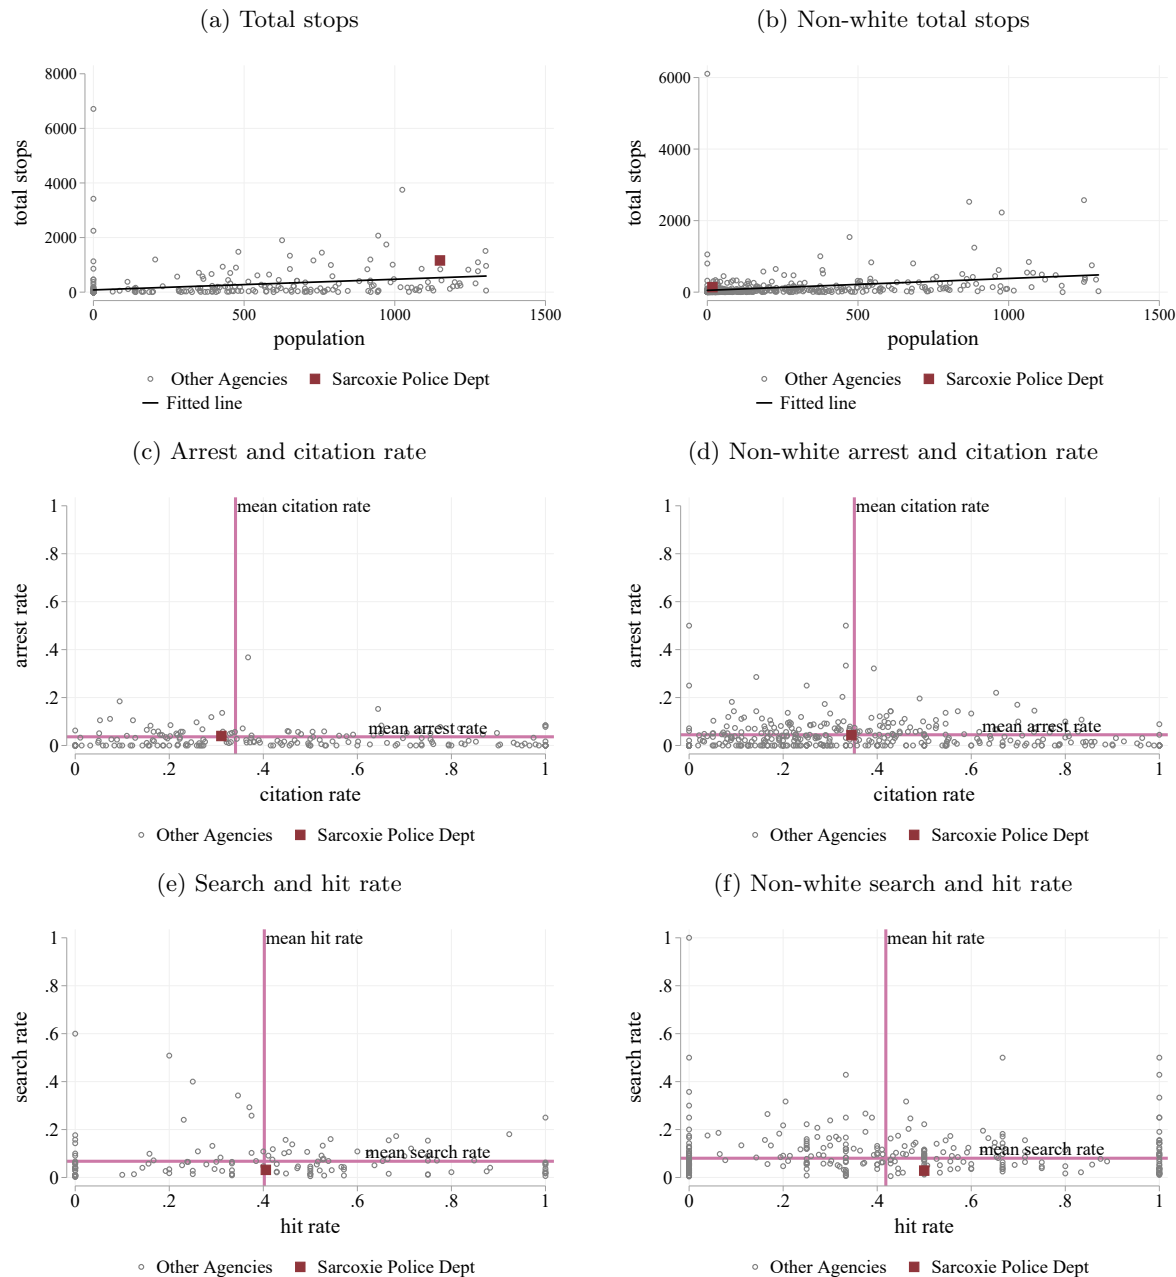 (a) Total stops
(b) Non-white total stops
8000
6000
4000
2000
0
total stops
0 500 1000 1500
population
Other Agencies Sarcoxie Police Dept
Fitted line
6000
4000
2000
0
total stops
0 500 1000 1500
population
Other Agencies Sarcoxie Police Dept
Fitted line
(c) Arrest and citation rate
(d) Non-white arrest and citation rate
1
.8
.6
.4
.2
0
arrest rate
mean citation rate
mean arrest rate
0 .2 .4 .6 .8 1
citation rate
Other Agencies Sarcoxie Police Dept
1
.8
.6
.4
.2
0
arrest rate
mean citation rate
mean arrest rate
0 .2 .4 .6 .8 1
citation rate
Other Agencies Sarcoxie Police Dept
(e) Search and hit rate
(f) Non-white search and hit rate
1
.8
.6
.4
.2
0
search rate
mean hit rate
mean search rate
0 .2 .4 .6 .8 1
hit rate
Other Agencies Sarcoxie Police Dept
1
.8
.6
.4
.2
0
search rate
mean hit rate
mean search rate
0 .2 .4 .6 .8 1
hit rate
Other Agencies Sarcoxie Police Dept